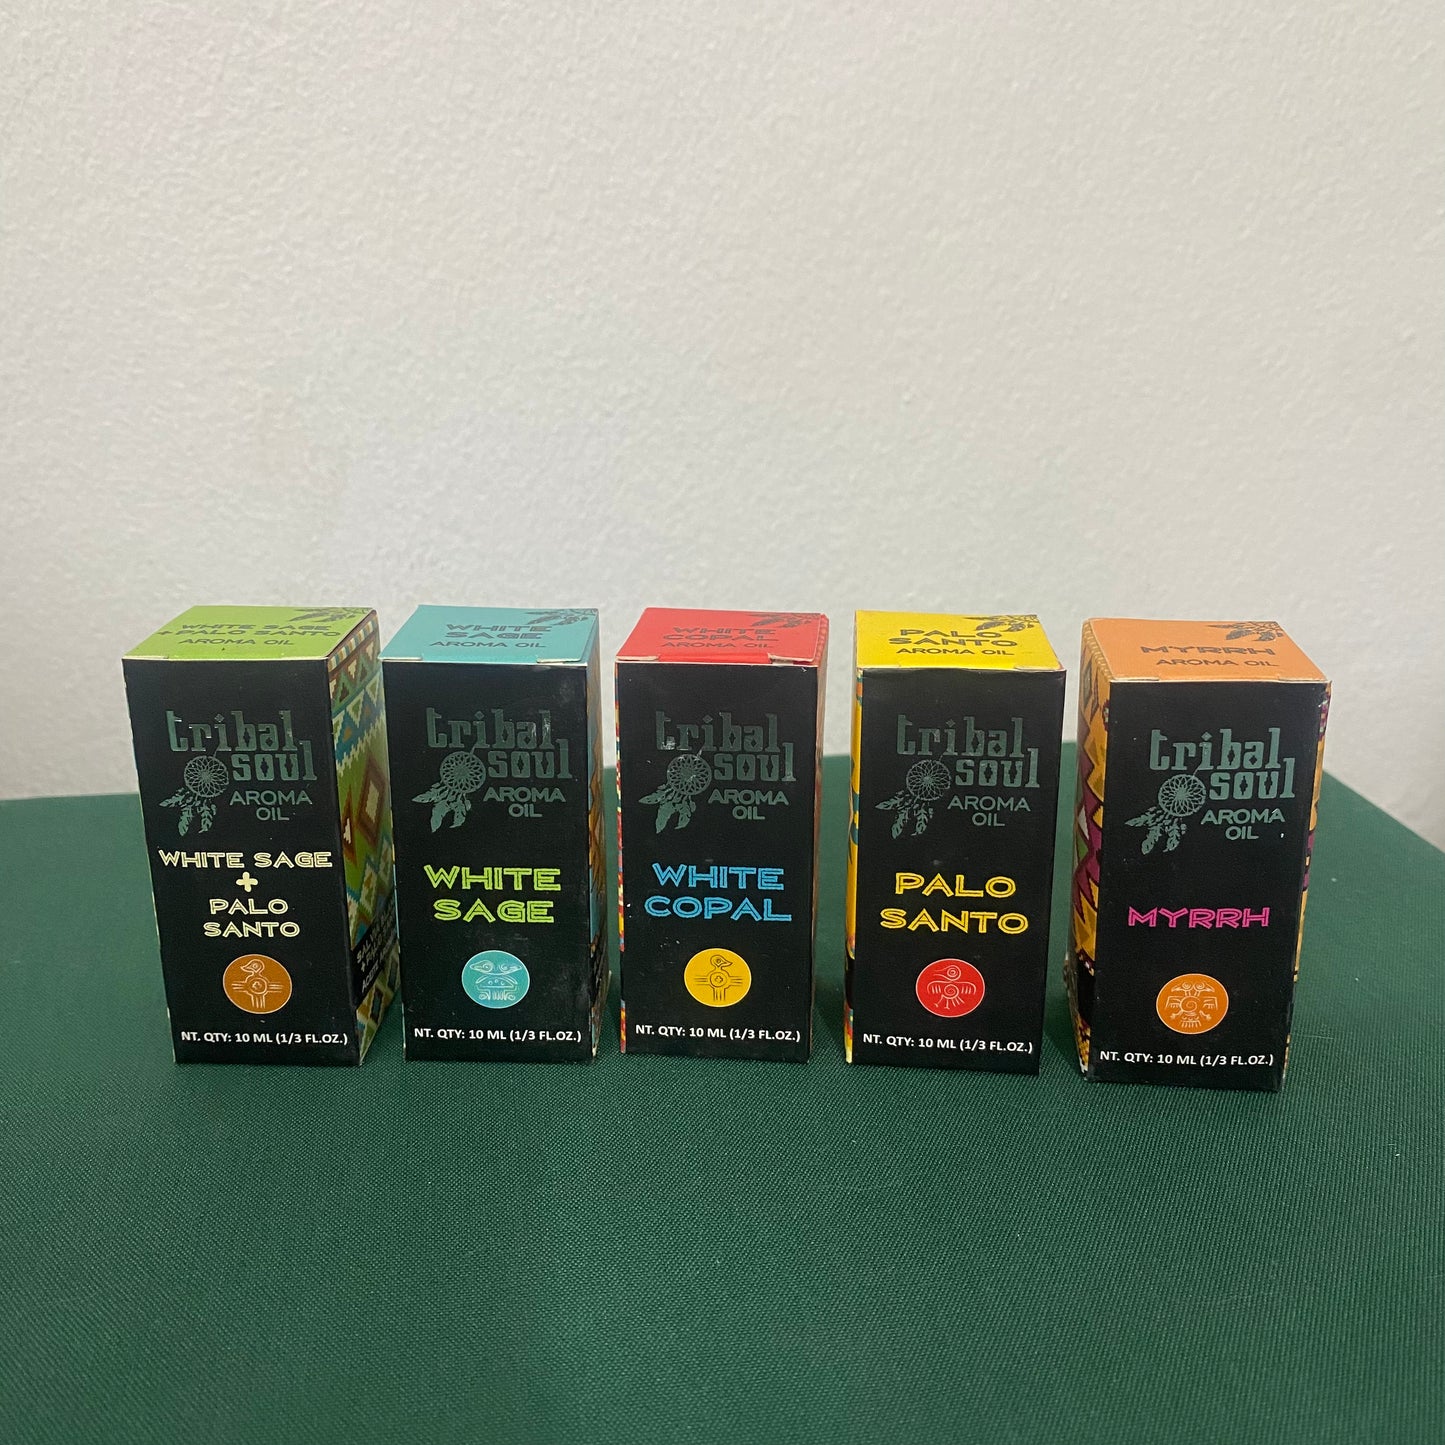 WHITE SAGE
+ PALO SANTO
AROMA OIL
tribal
soul
AROMA
OIL
WHITE SAGE
+
PALO
SANTO
NT. QTY: 10 ML (1/3 FL.OZ.)
WHITE
SAGE
AROMA OIL
tribal
soul
AROMA
OIL
WHITE
SAGE
NT. QTY: 10 ML (1/3 FL.OZ.)
WHITE
COPAL
AROMA OIL
tribal
soul
AROMA
OIL
WHITE
COPAL
NT. QTY: 10 ML (1/3 FL.OZ.)
PALO
SANTO
AROMA OIL
tribal
soul
AROMA
OIL
PALO
SANTO
NT. QTY: 10 ML (1/3 FL.OZ.)
MYRRH
AROMA OIL
tribal
soul
AROMA
OIL
MYRRH
NT. QTY: 10 ML (1/3 FL.OZ.)